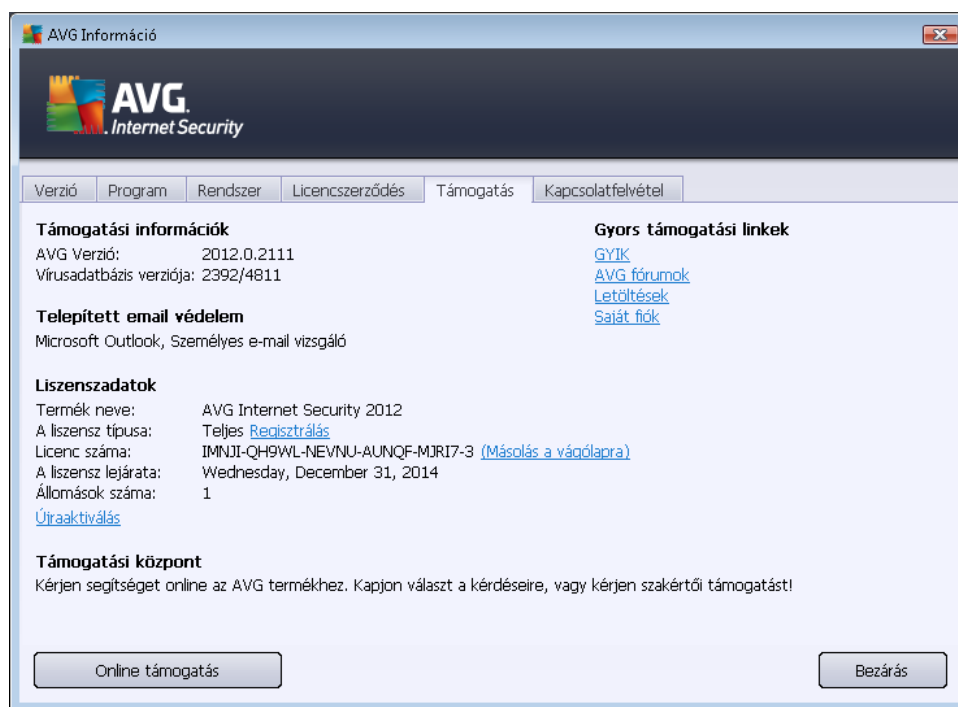 AVG Információ
AVG.
Internet Security
Verzió Program Rendszer Licencszerződés Támogatás Kapcsolatfelvétel
Támogatási információk
AVG Verzió: 2012.0.2111
Vírusadatbázis verziója: 2392/4811
Telepített email védelem
Microsoft Outlook, Személyes e-mail vizsgáló
Liszenszadatok
Termék neve: AVG Internet Security 2012
A liszensz típusa: Teljes Regisztrálás
Licenc száma: IMNJI-QH9WL-NEVNU-AUNQF-MJRI7-3 (Másolás a vágólapra)
A liszensz lejárata: Wednesday, December 31, 2014
Állomások száma: 1
Újraaktiválás
Támogatási központ
Kérjen segítséget online az AVG termékhez. Kapjon választ a kérdéseire, vagy kérjen szakértői támogatást!
Gyors támogatási linkek
GYIK
AVG fórumok
Letöltések
Saját fiók
Online támogatás
Bezárás